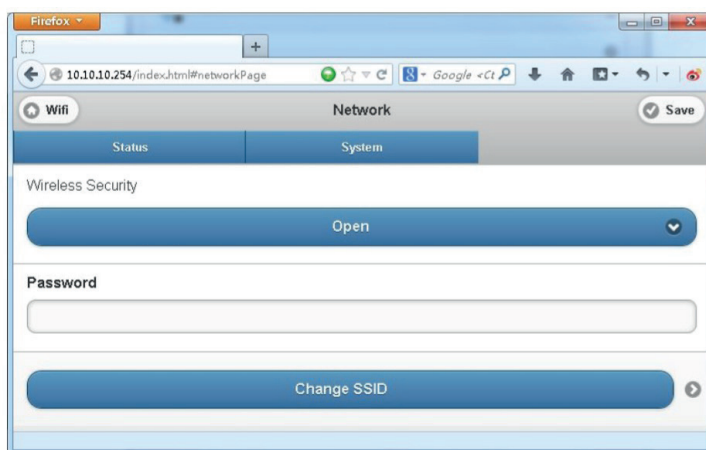 Firefox
10.10.10.254/index.html#networkPage
Google <Ct
Wifi
Network
Save
Status
System
Wireless Security
Open
Password
Change SSID